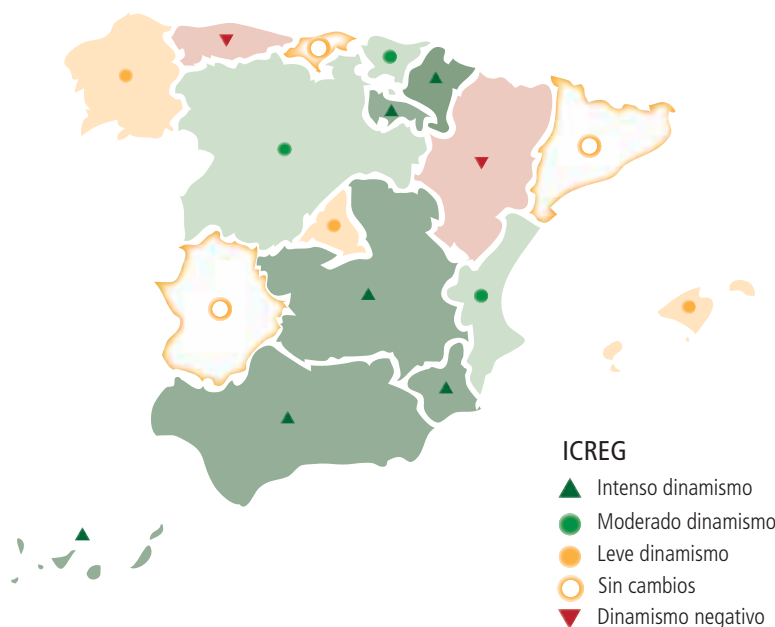 ICREG
Intenso dinamismo
Moderado dinamismo
Leve dinamismo
Sin cambios
Dinamismo negativo